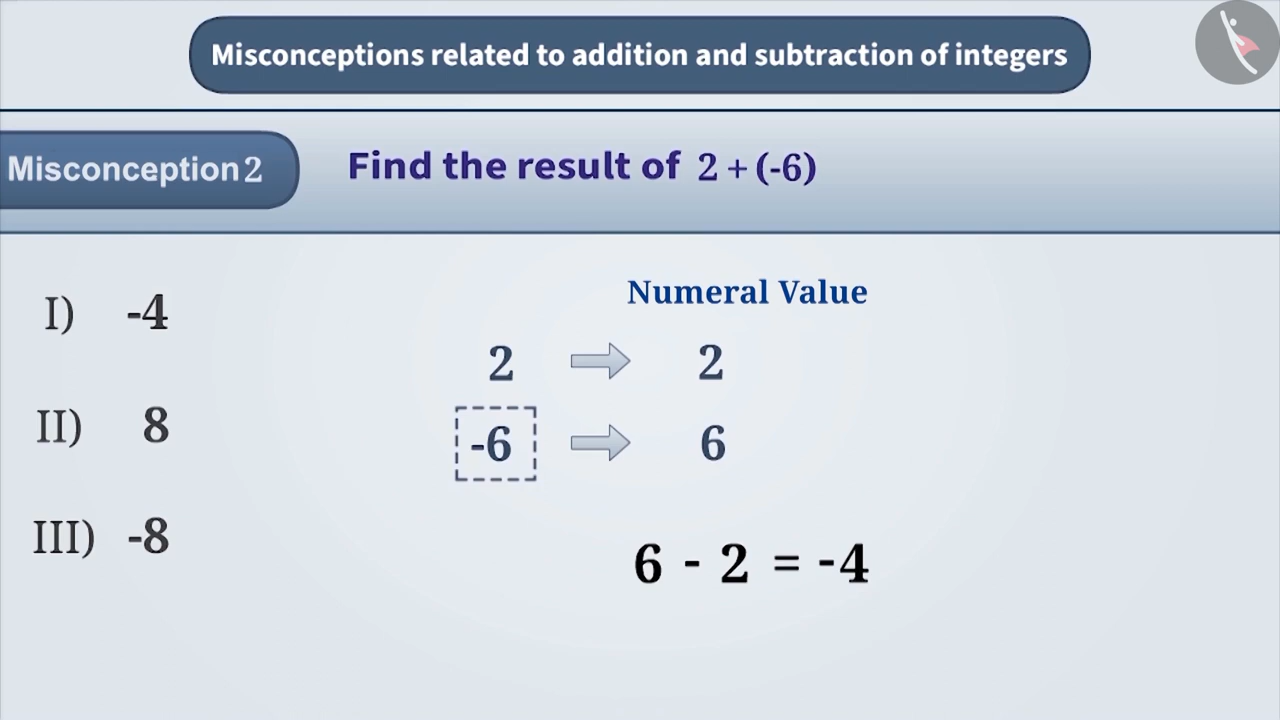 Misconceptions related to addition and subtraction of integers
Misconception 2
Find the result of 2 + (-6)
I) -4
II) 8
III) -8
Numeral Value
2 2
-6 6
6 - 2 = -4